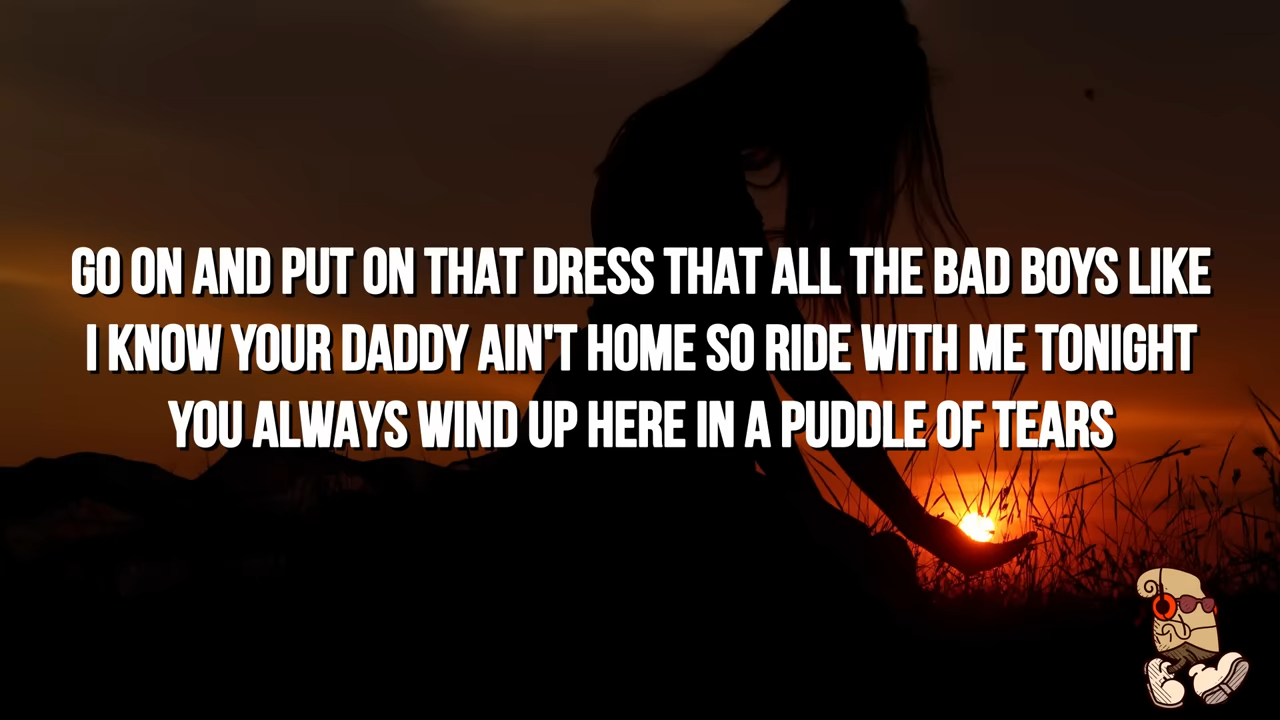 GO ON AND PUT ON THAT DRESS THAT ALL THE BAD BOYS LIKE
I KNOW YOUR DADDY AIN'T HOME SO RIDE WITH ME TONIGHT
YOU ALWAYS WIND UP HERE IN A PUDDLE OF TEARS